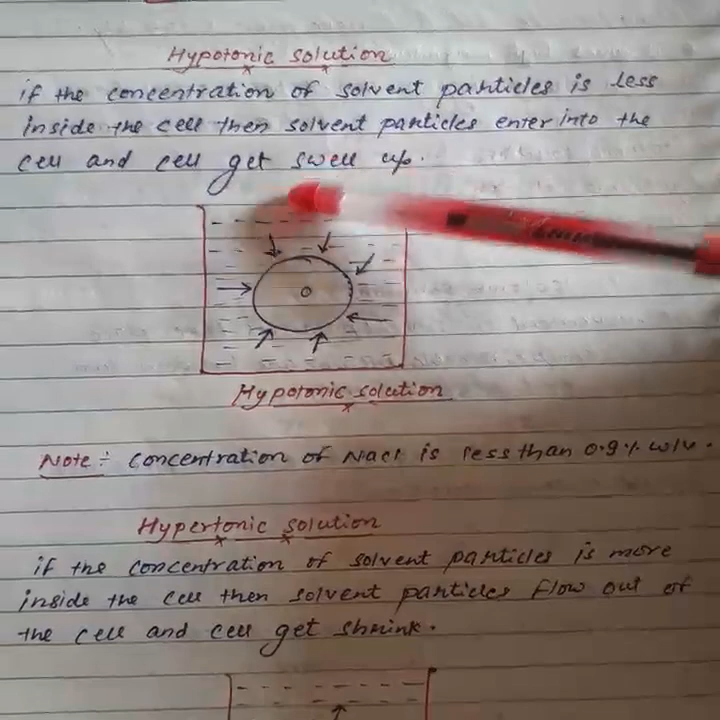 Hypotonic solution
if the concentration of solvent particles is less
inside the cell then solvent particles enter into the
cell and cell get swell up.
Hypotonic solution
Note :- concentration of Nacl is less than 0.9% w/v.
Hypertonic solution
if the concentration of solvent particles is more
inside the cell then solvent particles flow out of
the cell and cell get shrink.